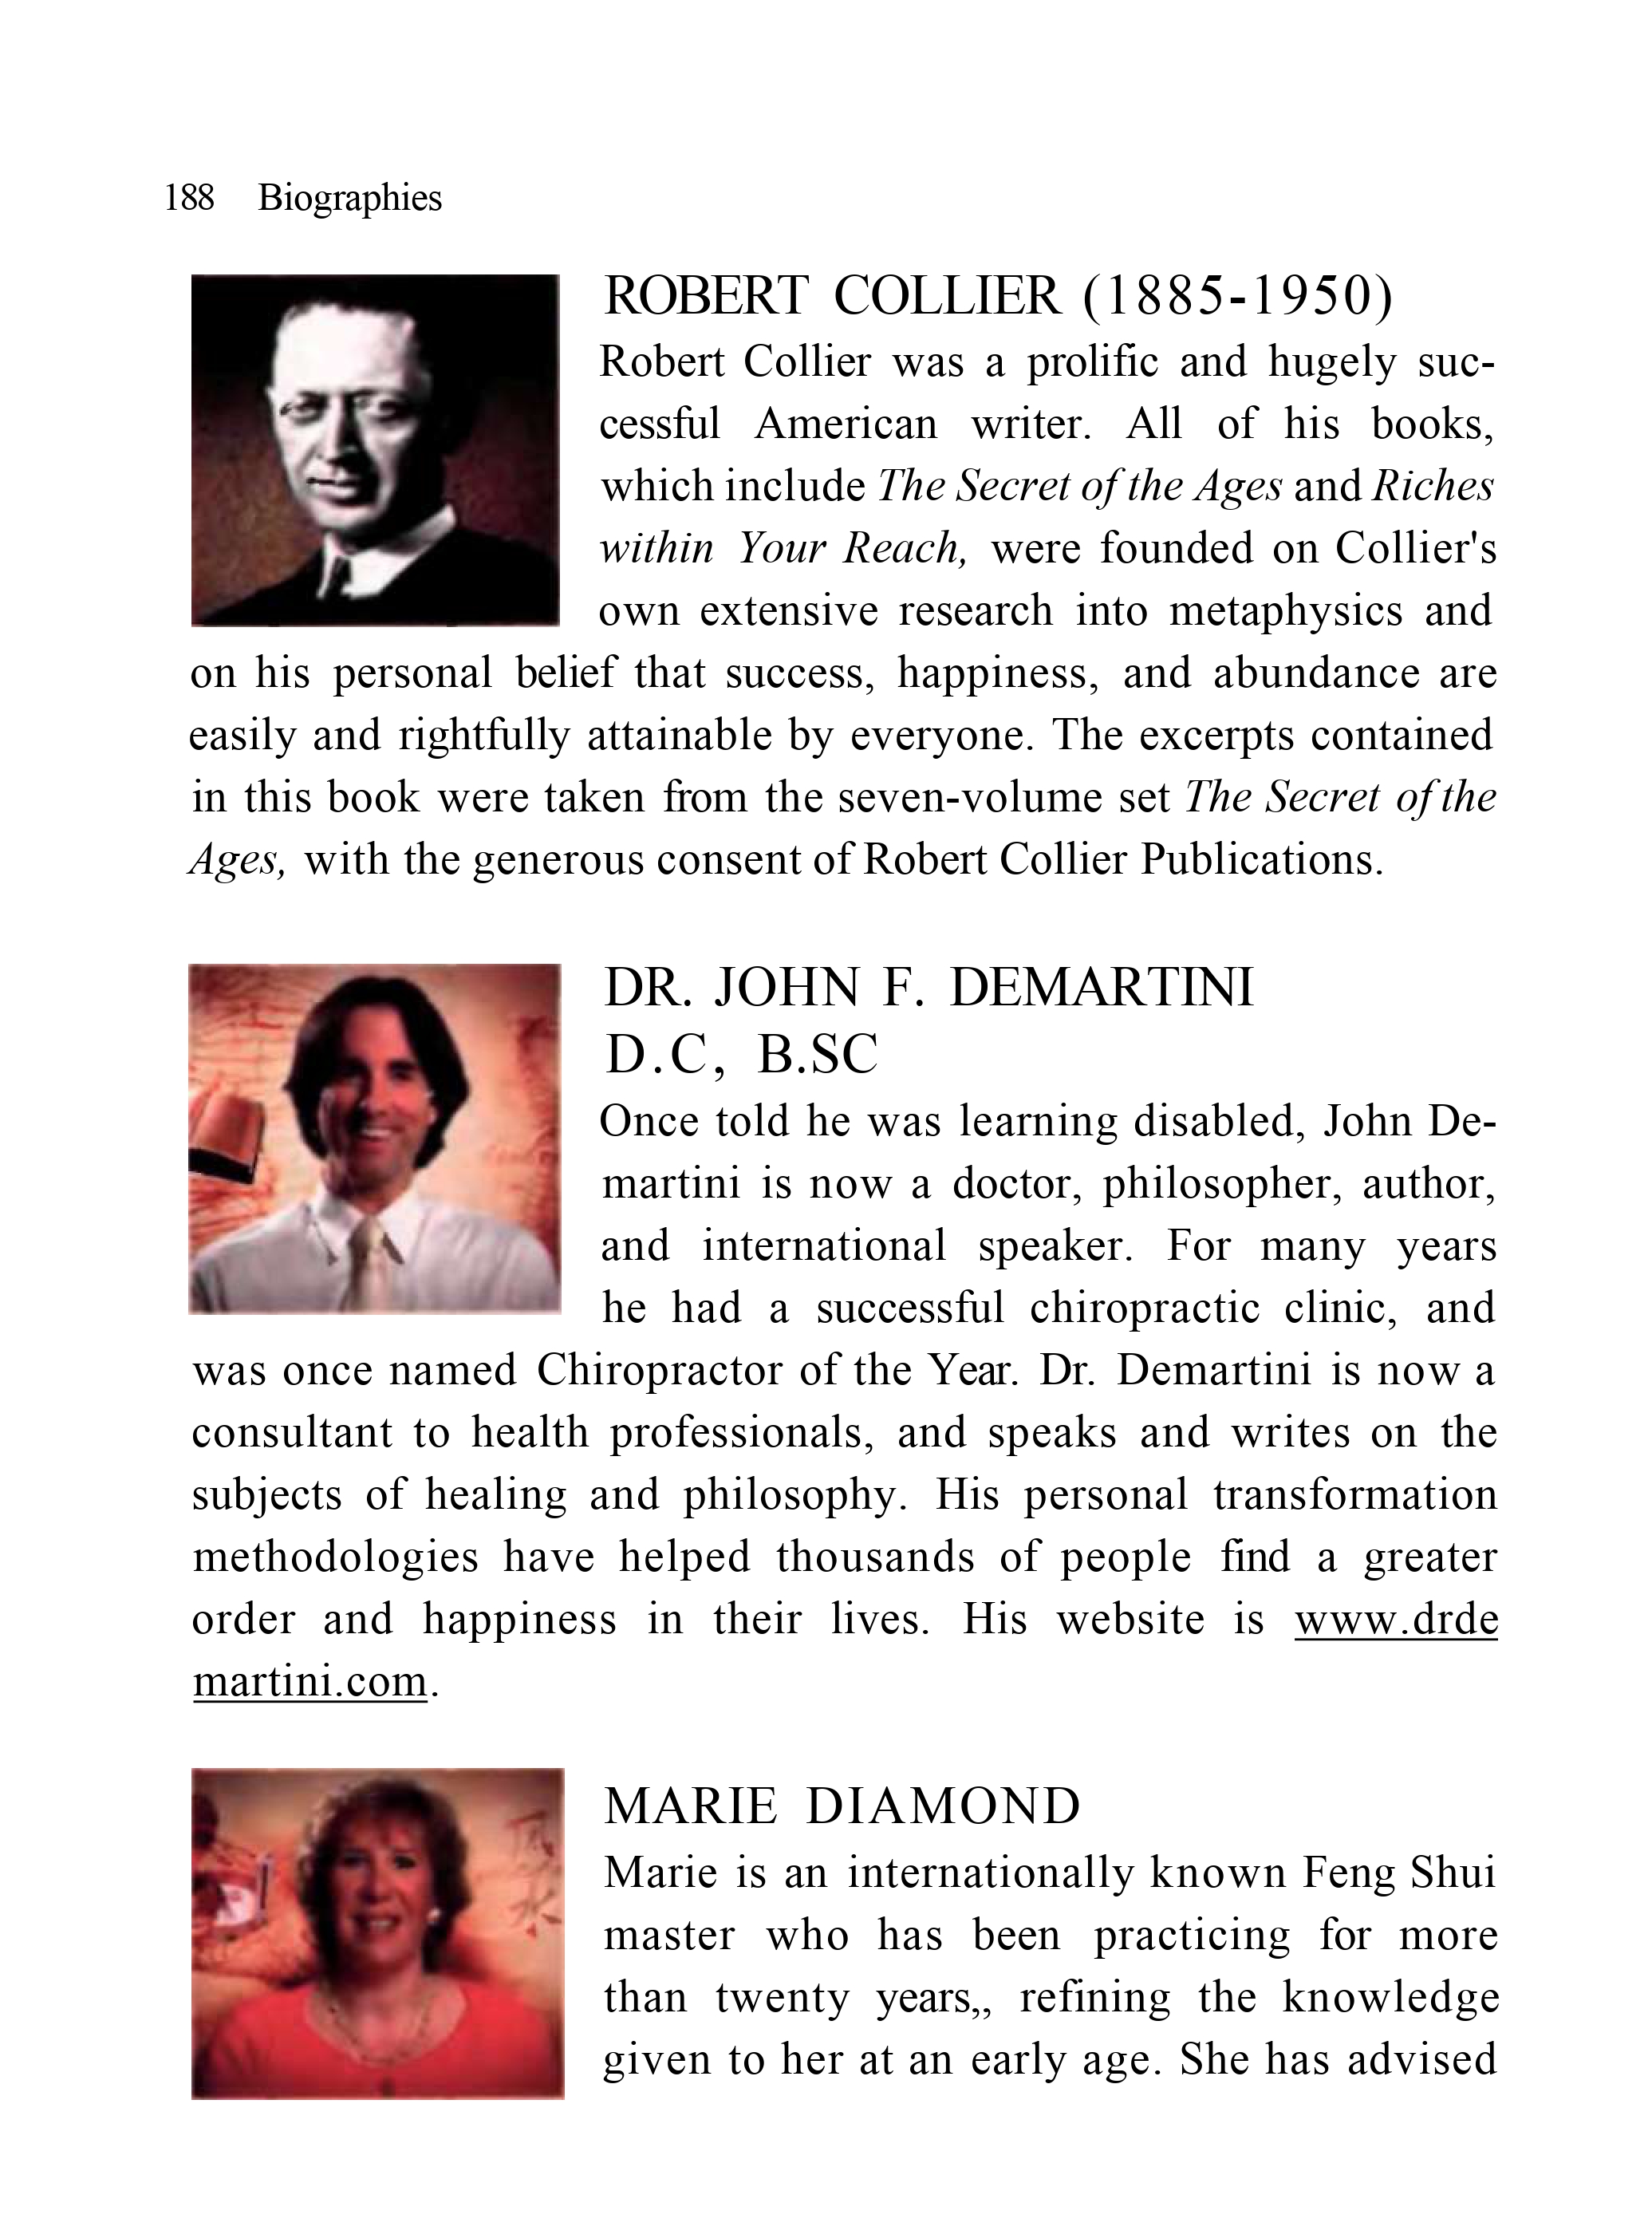 188 Biographies
ROBERT COLLIER (1885-1950)
Robert Collier was a prolific and hugely suc-
cessful American writer. All of his books,
which include The Secret of the Ages and Riches
within Your Reach, were founded on Collier's
own extensive research into metaphysics and
on his personal belief that success, happiness, and abundance are
easily and rightfully attainable by everyone. The excerpts contained
in this book were taken from the seven-volume set The Secret of the
Ages, with the generous consent of Robert Collier Publications.
DR. JOHN F. DEMARTINI
D.C, B.SC
Once told he was learning disabled, John De-
martini is now a doctor, philosopher, author,
and international speaker. For many years
he had a successful chiropractic clinic, and
was once named Chiropractor of the Year. Dr. Demartini is now a
consultant to health professionals, and speaks and writes on the
subjects of healing and philosophy. His personal transformation
methodologies have helped thousands of people find a greater
order and happiness in their lives. His website is www.drde
martini.com.
MARIE DIAMOND
Marie is an internationally known Feng Shui
master who has been practicing for more
than twenty years,, refining the knowledge
given to her at an early age. She has advised